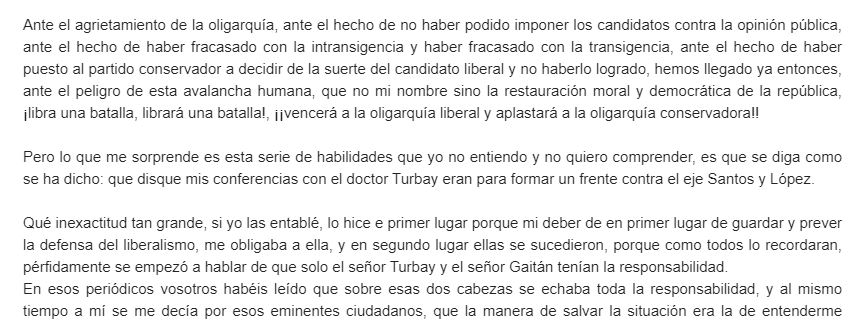 Ante el agrietamiento de la oligarquía, ante el hecho de no haber podido imponer los candidatos contra la opinión pública,
ante el hecho de haber fracasado con la intransigencia y haber fracasado con la transigencia, ante el hecho de haber
puesto al partido conservador a decidir de la suerte del candidato liberal y no haberlo logrado, hemos llegado ya entonces,
ante el peligro de esta avalancha humana, que no mi nombre sino la restauración moral y democrática de la república,
¡libra una batalla, librará una batalla!, ¡¡vencerá a la oligarquía liberal y aplastará a la oligarquía conservadora!!
Pero lo que me sorprende es esta serie de habilidades que yo no entiendo y no quiero comprender, es que se diga como
se ha dicho: que disque mis conferencias con el doctor Turbay eran para formar un frente contra el eje Santos y López.
Qué inexactitud tan grande, si yo las entablé, lo hice e primer lugar porque mi deber de en primer lugar de guardar y prever
la defensa del liberalismo, me obligaba a ella, y en segundo lugar ellas se sucedieron, porque como todos lo recordaran,
pérfidamente se empezó a hablar de que solo el señor Turbay y el señor Gaitán tenían la responsabilidad.
En esos periódicos vosotros habéis leído que sobre esas dos cabezas se echaba toda la responsabilidad, y al mismo
tiempo a mí se me decía por esos eminentes ciudadanos, que la manera de salvar la situación era la de entenderme